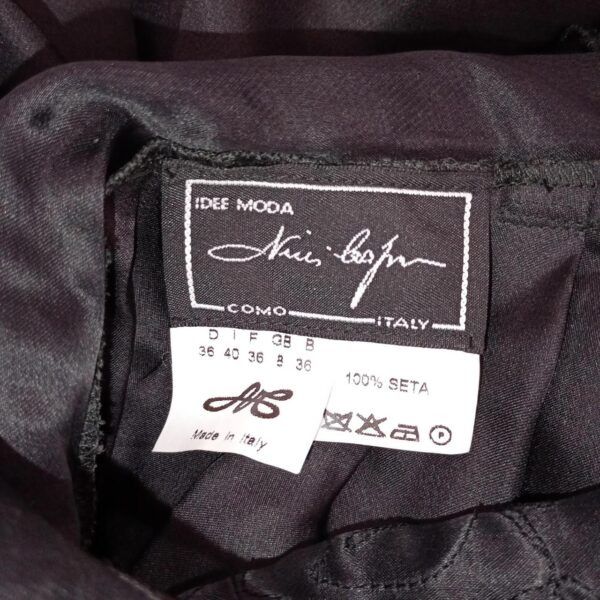 IDEE MODA
COMO
ITALY
D I F GB B
36 40 36 8 36
Made in Italy
100% SETA
P